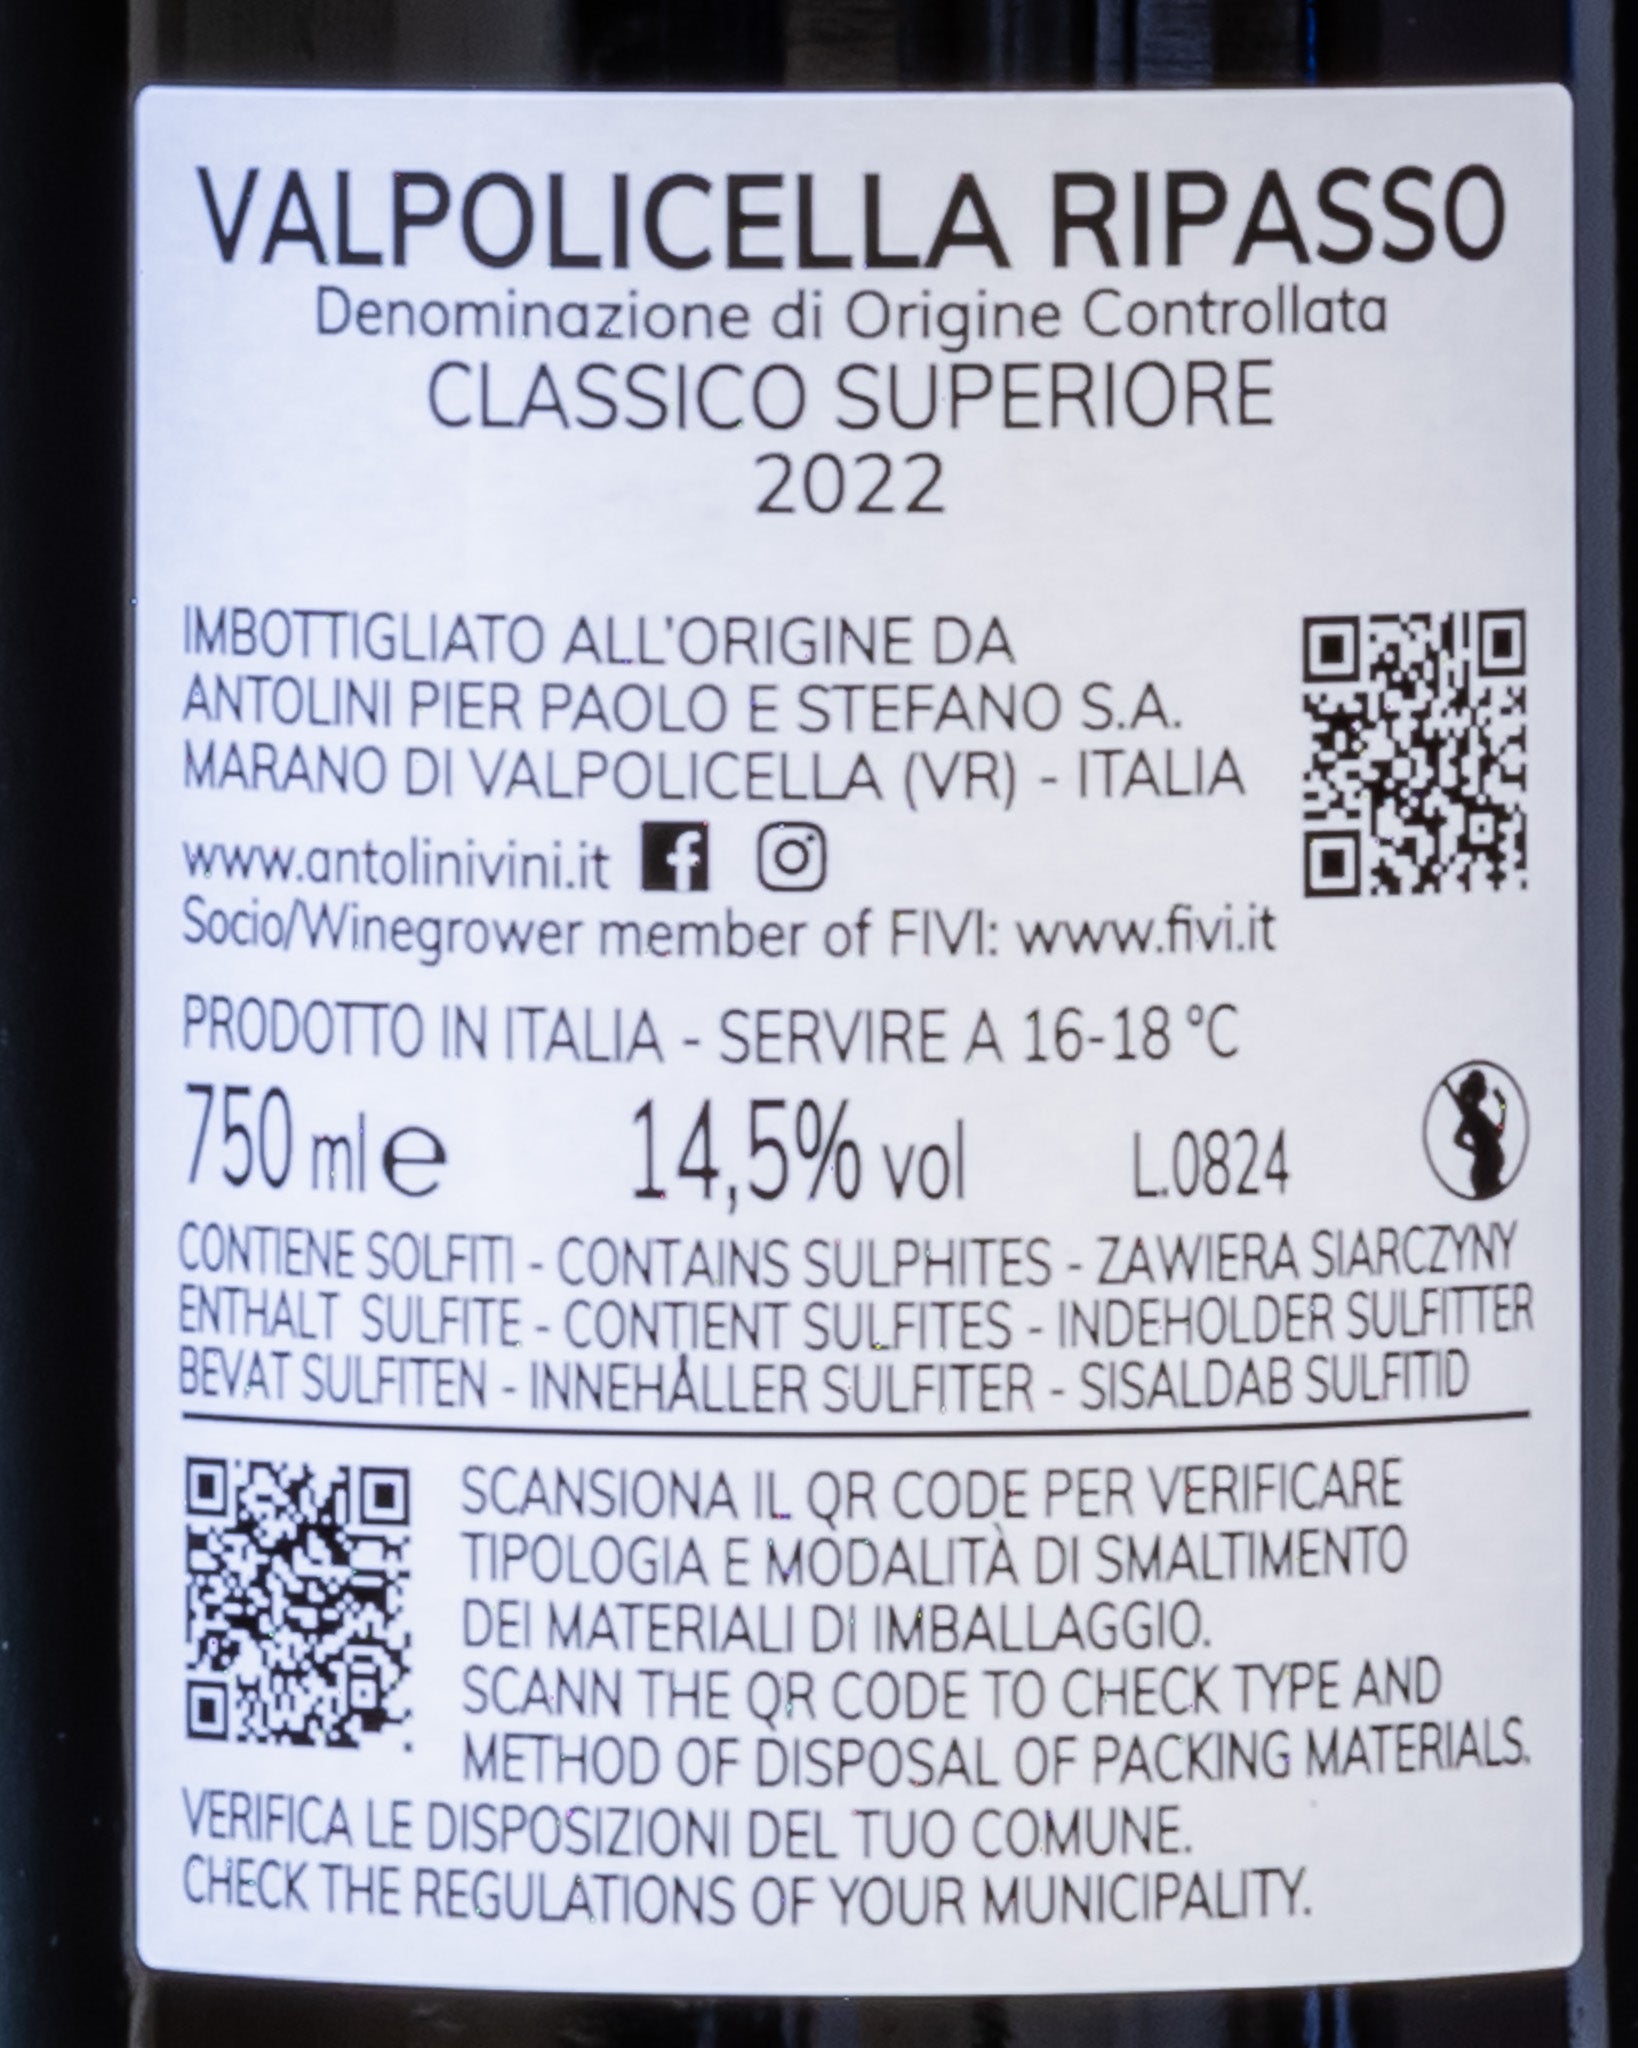 VALPOLICELLA RIPASSO
Denominazione di Origine Controllata
CLASSICO SUPERIORE
2022
IMBOTTIGLIATO ALL'ORIGINE DA
ANTOLINI PIER PAOLO E STEFANO S.A.
MARANO DI VALPOLICELLA (VR) - ITALIA
www.antolinivini.it
Socio/Winegrower member of FIVI: www.fivi.it
PRODOTTO IN ITALIA - SERVIRE A 16-18 °C
750 ml e 14,5% vol L.0824
CONTIENE SOLFITI - CONTAINS SULPHITES - ZAWIERA SIARCZYNY
ENTHALT SULFITE - CONTIENT SULFITES - INDEHOLDER SULFITTER
BEVAT SULFITEN - INNEHÅLLER SULFITER - SISALDAB SULFITID
SCANSIONA IL QR CODE PER VERIFICARE
TIPOLOGIA E MODALITÀ DI SMALTIMENTO
DEI MATERIALI DI IMBALLAGGIO.
SCANN THE QR CODE TO CHECK TYPE AND
METHOD OF DISPOSAL OF PACKING MATERIALS.
VERIFICA LE DISPOSIZIONI DEL TUO COMUNE.
CHECK THE REGULATIONS OF YOUR MUNICIPALITY.